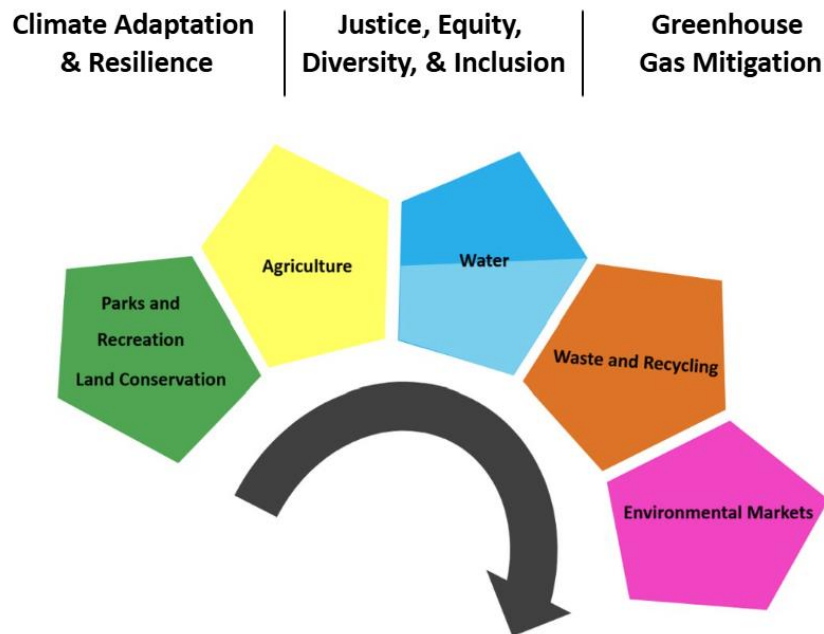 Climate Adaptation
& Resilience
Justice, Equity,
Diversity, & Inclusion
Greenhouse
Gas Mitigation
Parks and
Recreation
Land Conservation
Agriculture
Water
Waste and Recycling
Environmental Markets